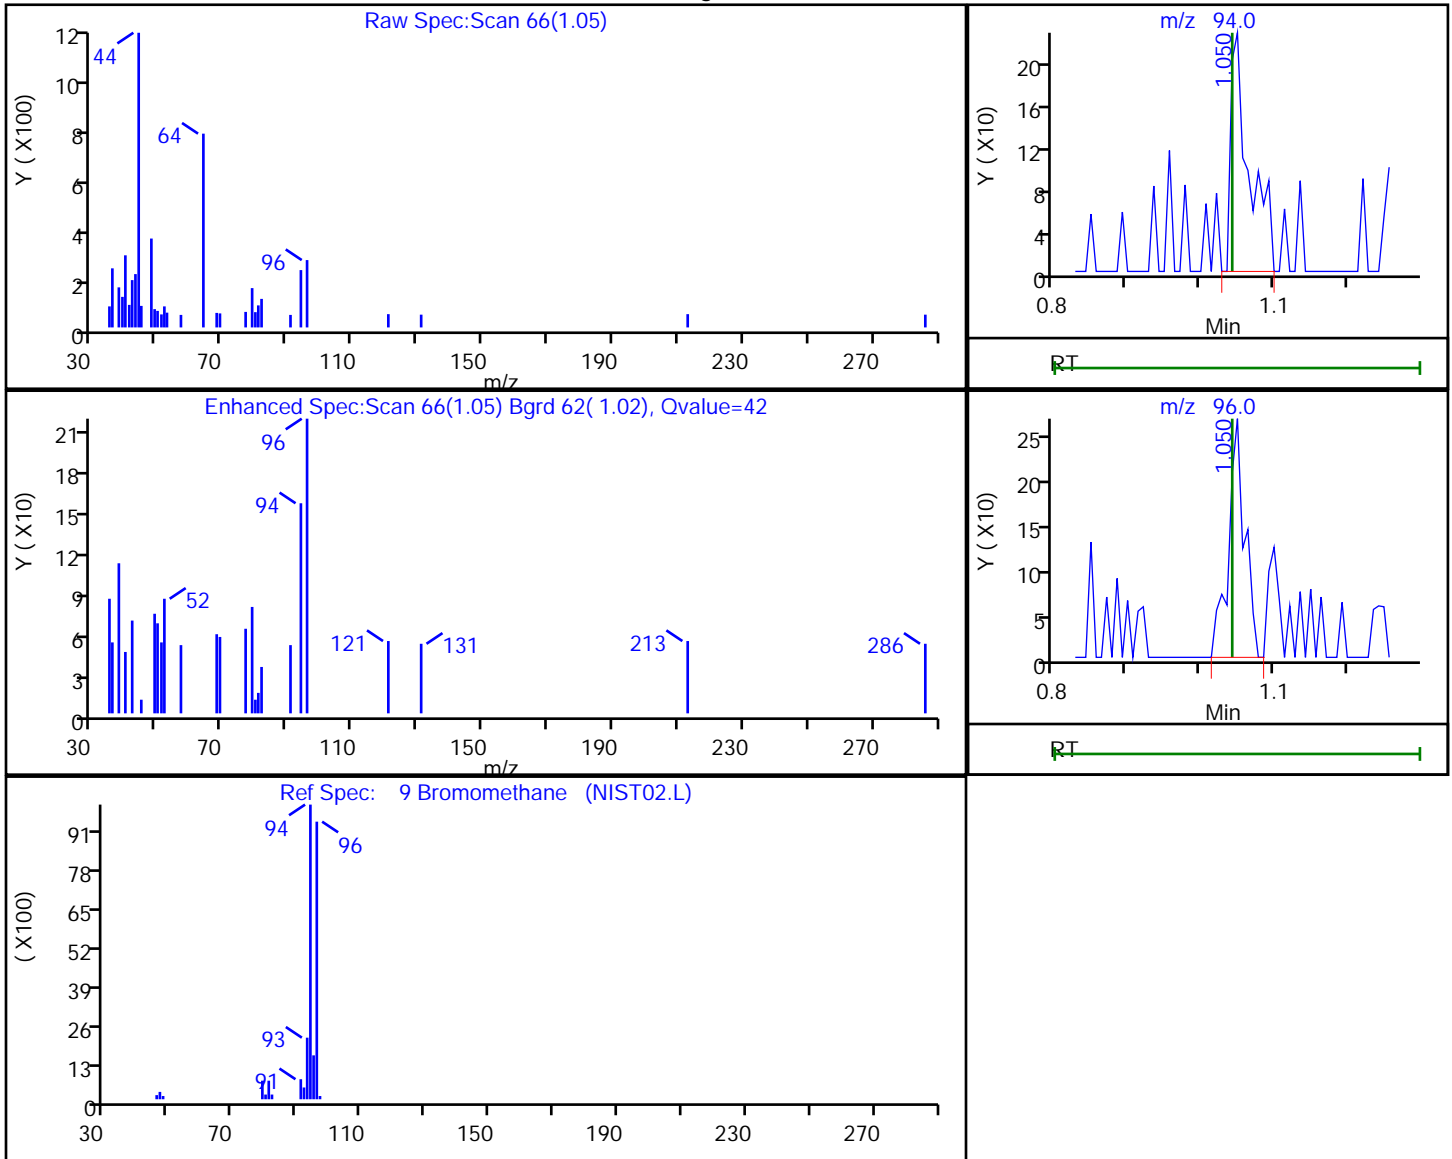 Raw Spec:Scan 66(1.05)
12
10
8
6
4
2
0
Y ( X100)
44
64
96
30 70 110 150 190 230 270
m/z
m/z 94.0
20
16
12
8
4
0
Y ( X10)
1.050
0.8 1.1
Min
RT
Enhanced Spec:Scan 66(1.05) Bgrd 62( 1.02), Qvalue=42
21
18
15
12
9
6
3
0
Y ( X10)
96
94
52
121
131
213
286
30 70 110 150 190 230 270
m/z
m/z 96.0
25
20
15
10
5
0
Y ( X10)
1.050
0.8 1.1
Min
RT
Ref Spec: 9 Bromomethane (NIST02.L)
91
78
65
52
39
26
13
0
( X100)
94
96
93
91
30 70 110 150 190 230 270